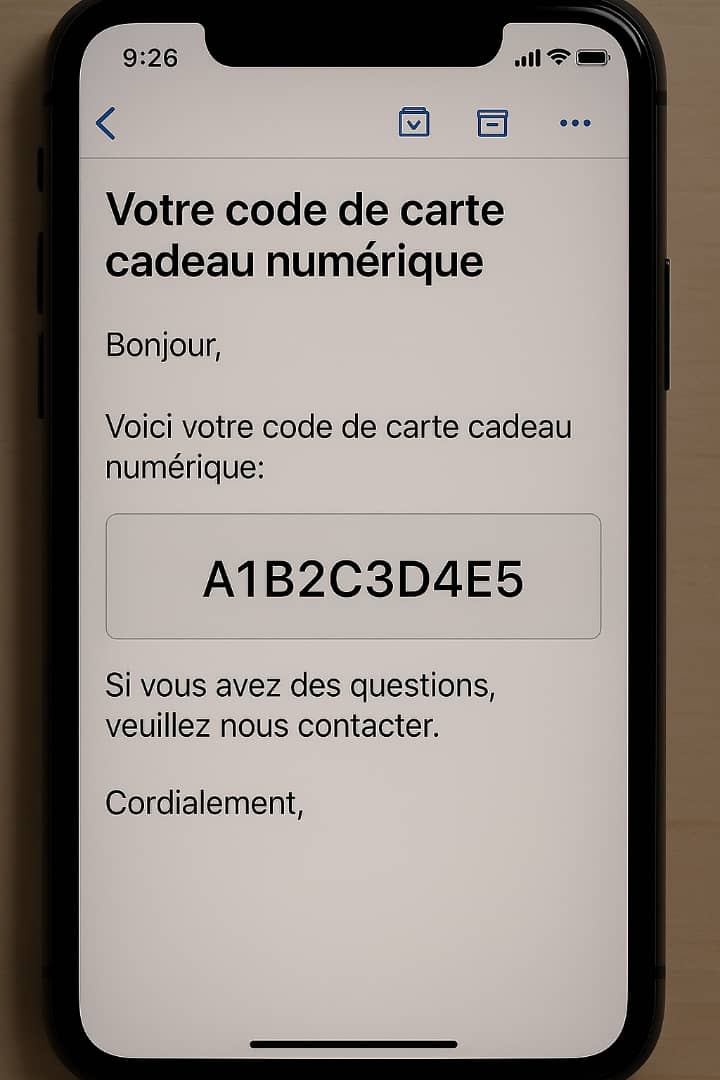 9:26
Votre code de carte
cadeau numérique
Bonjour,
Voici votre code de carte cadeau
numérique:
A1B2C3D4E5
Si vous avez des questions,
veuillez nous contacter.
Cordialement,